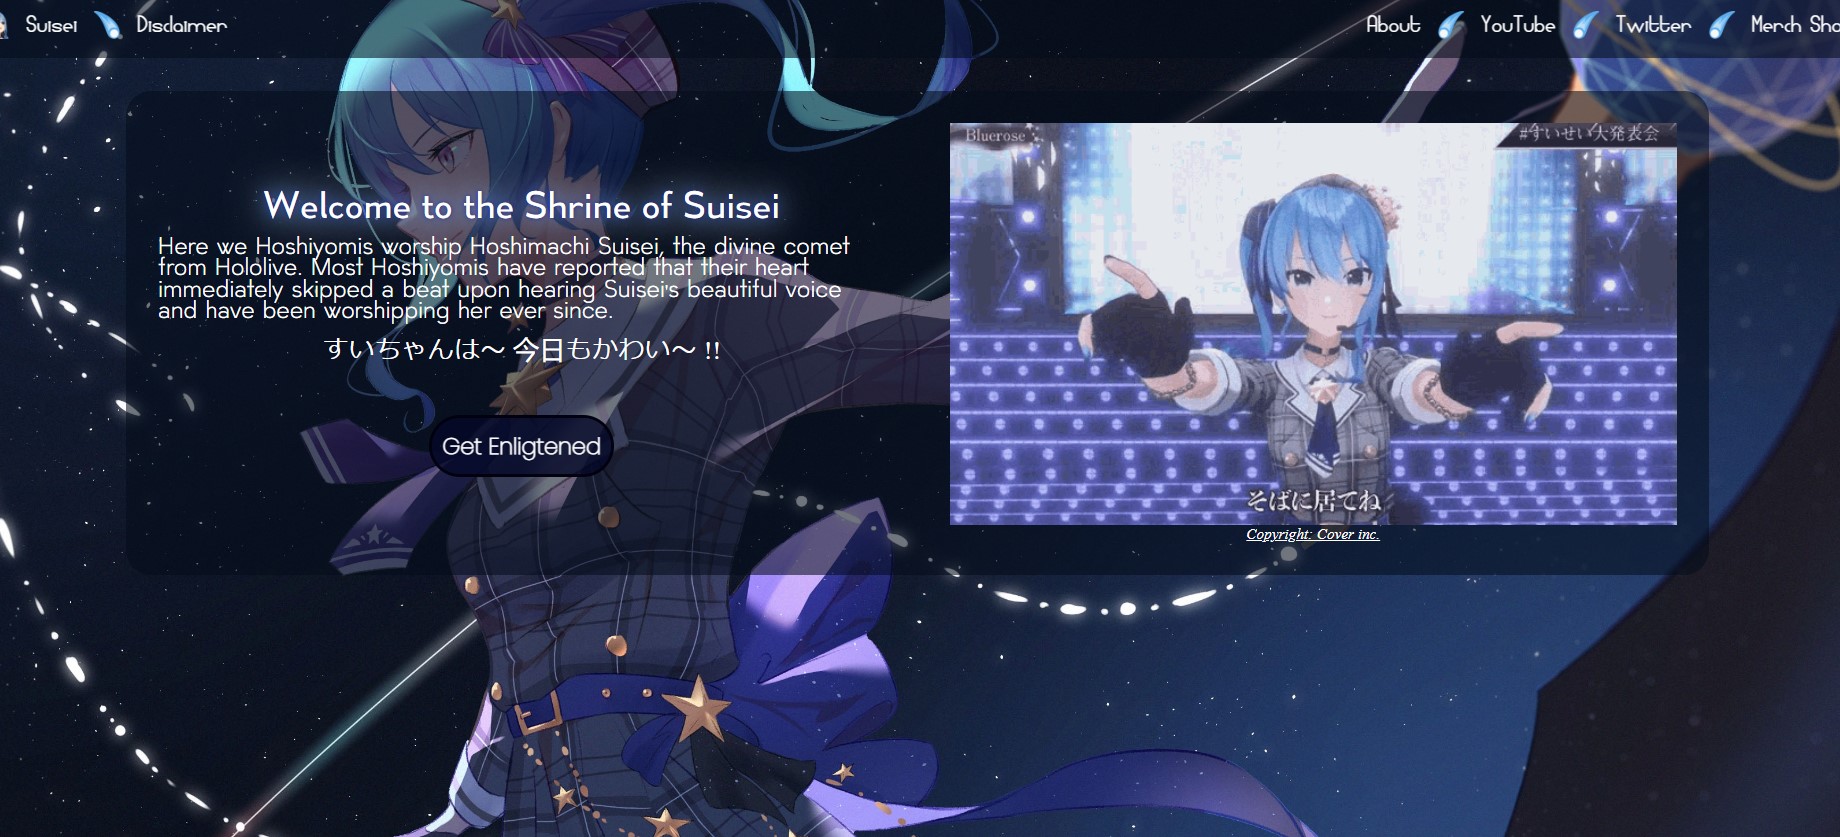 Suisei Disclaimer About YouTube Twitter Merch Sho
Bluerose
#すいせい大発表会
Welcome to the Shrine of Suisei
Here we Hoshiyomis worship Hoshimachi Suisei, the divine comet
from Hololive. Most Hoshiyomis have reported that their heart
immediately skipped a beat upon hearing Suisei's beautiful voice
and have been worshipping her ever since.
すいちゃんは～ 今日もかわい～ !!
Get Enligtened
そばに居てね
Copyright: Cover inc.